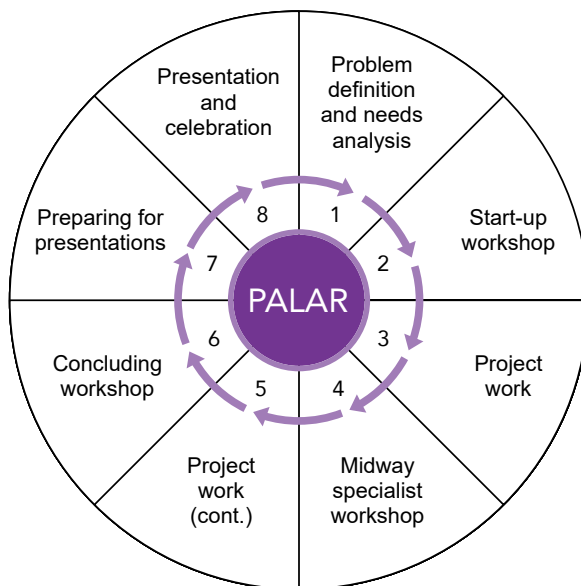 Problem
definition
and needs
analysis
1
Start-up
workshop
2
Project
work
3
Midway
specialist
workshop
4
Project
work
(cont.)
5
Concluding
workshop
6
Preparing for
presentations
7
Presentation
and
celebration
8
PALAR